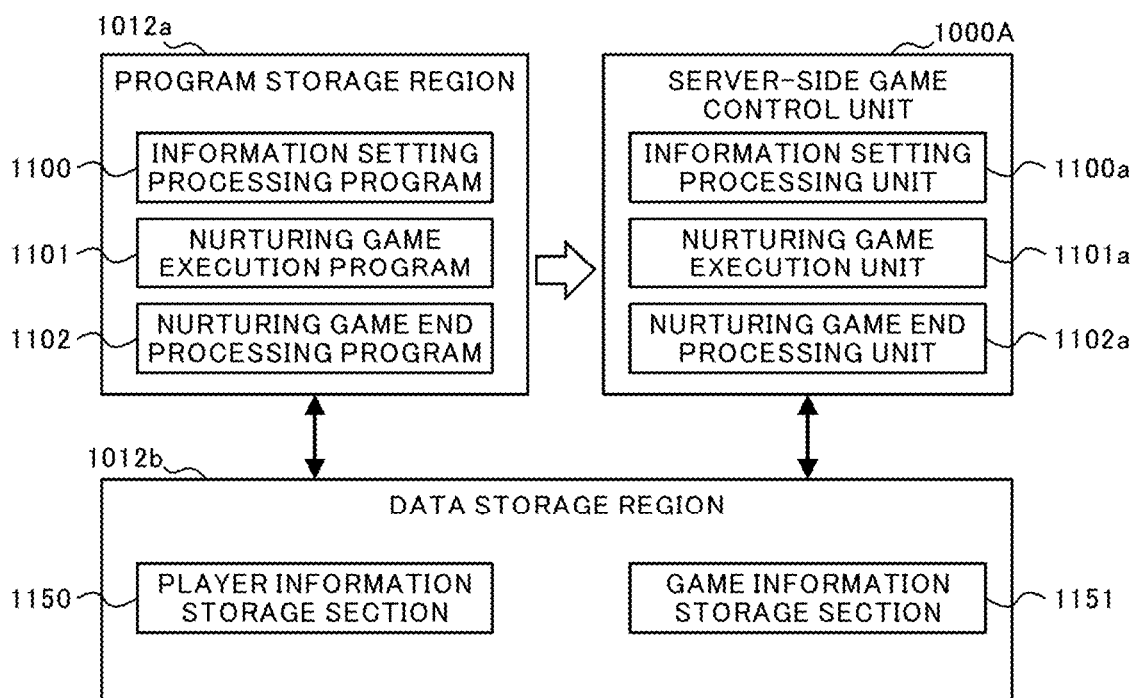 1012a
PROGRAM STORAGE REGION
1100
INFORMATION SETTING
PROCESSING PROGRAM
1101
NURTURING GAME
EXECUTION PROGRAM
1102
NURTURING GAME END
PROCESSING PROGRAM
1000A
SERVER-SIDE GAME
CONTROL UNIT
INFORMATION SETTING
PROCESSING UNIT
1100a
NURTURING GAME
EXECUTION UNIT
1101a
NURTURING GAME END
PROCESSING UNIT
1102a
1012b
DATA STORAGE REGION
1150
PLAYER INFORMATION
STORAGE SECTION
GAME INFORMATION
STORAGE SECTION
1151